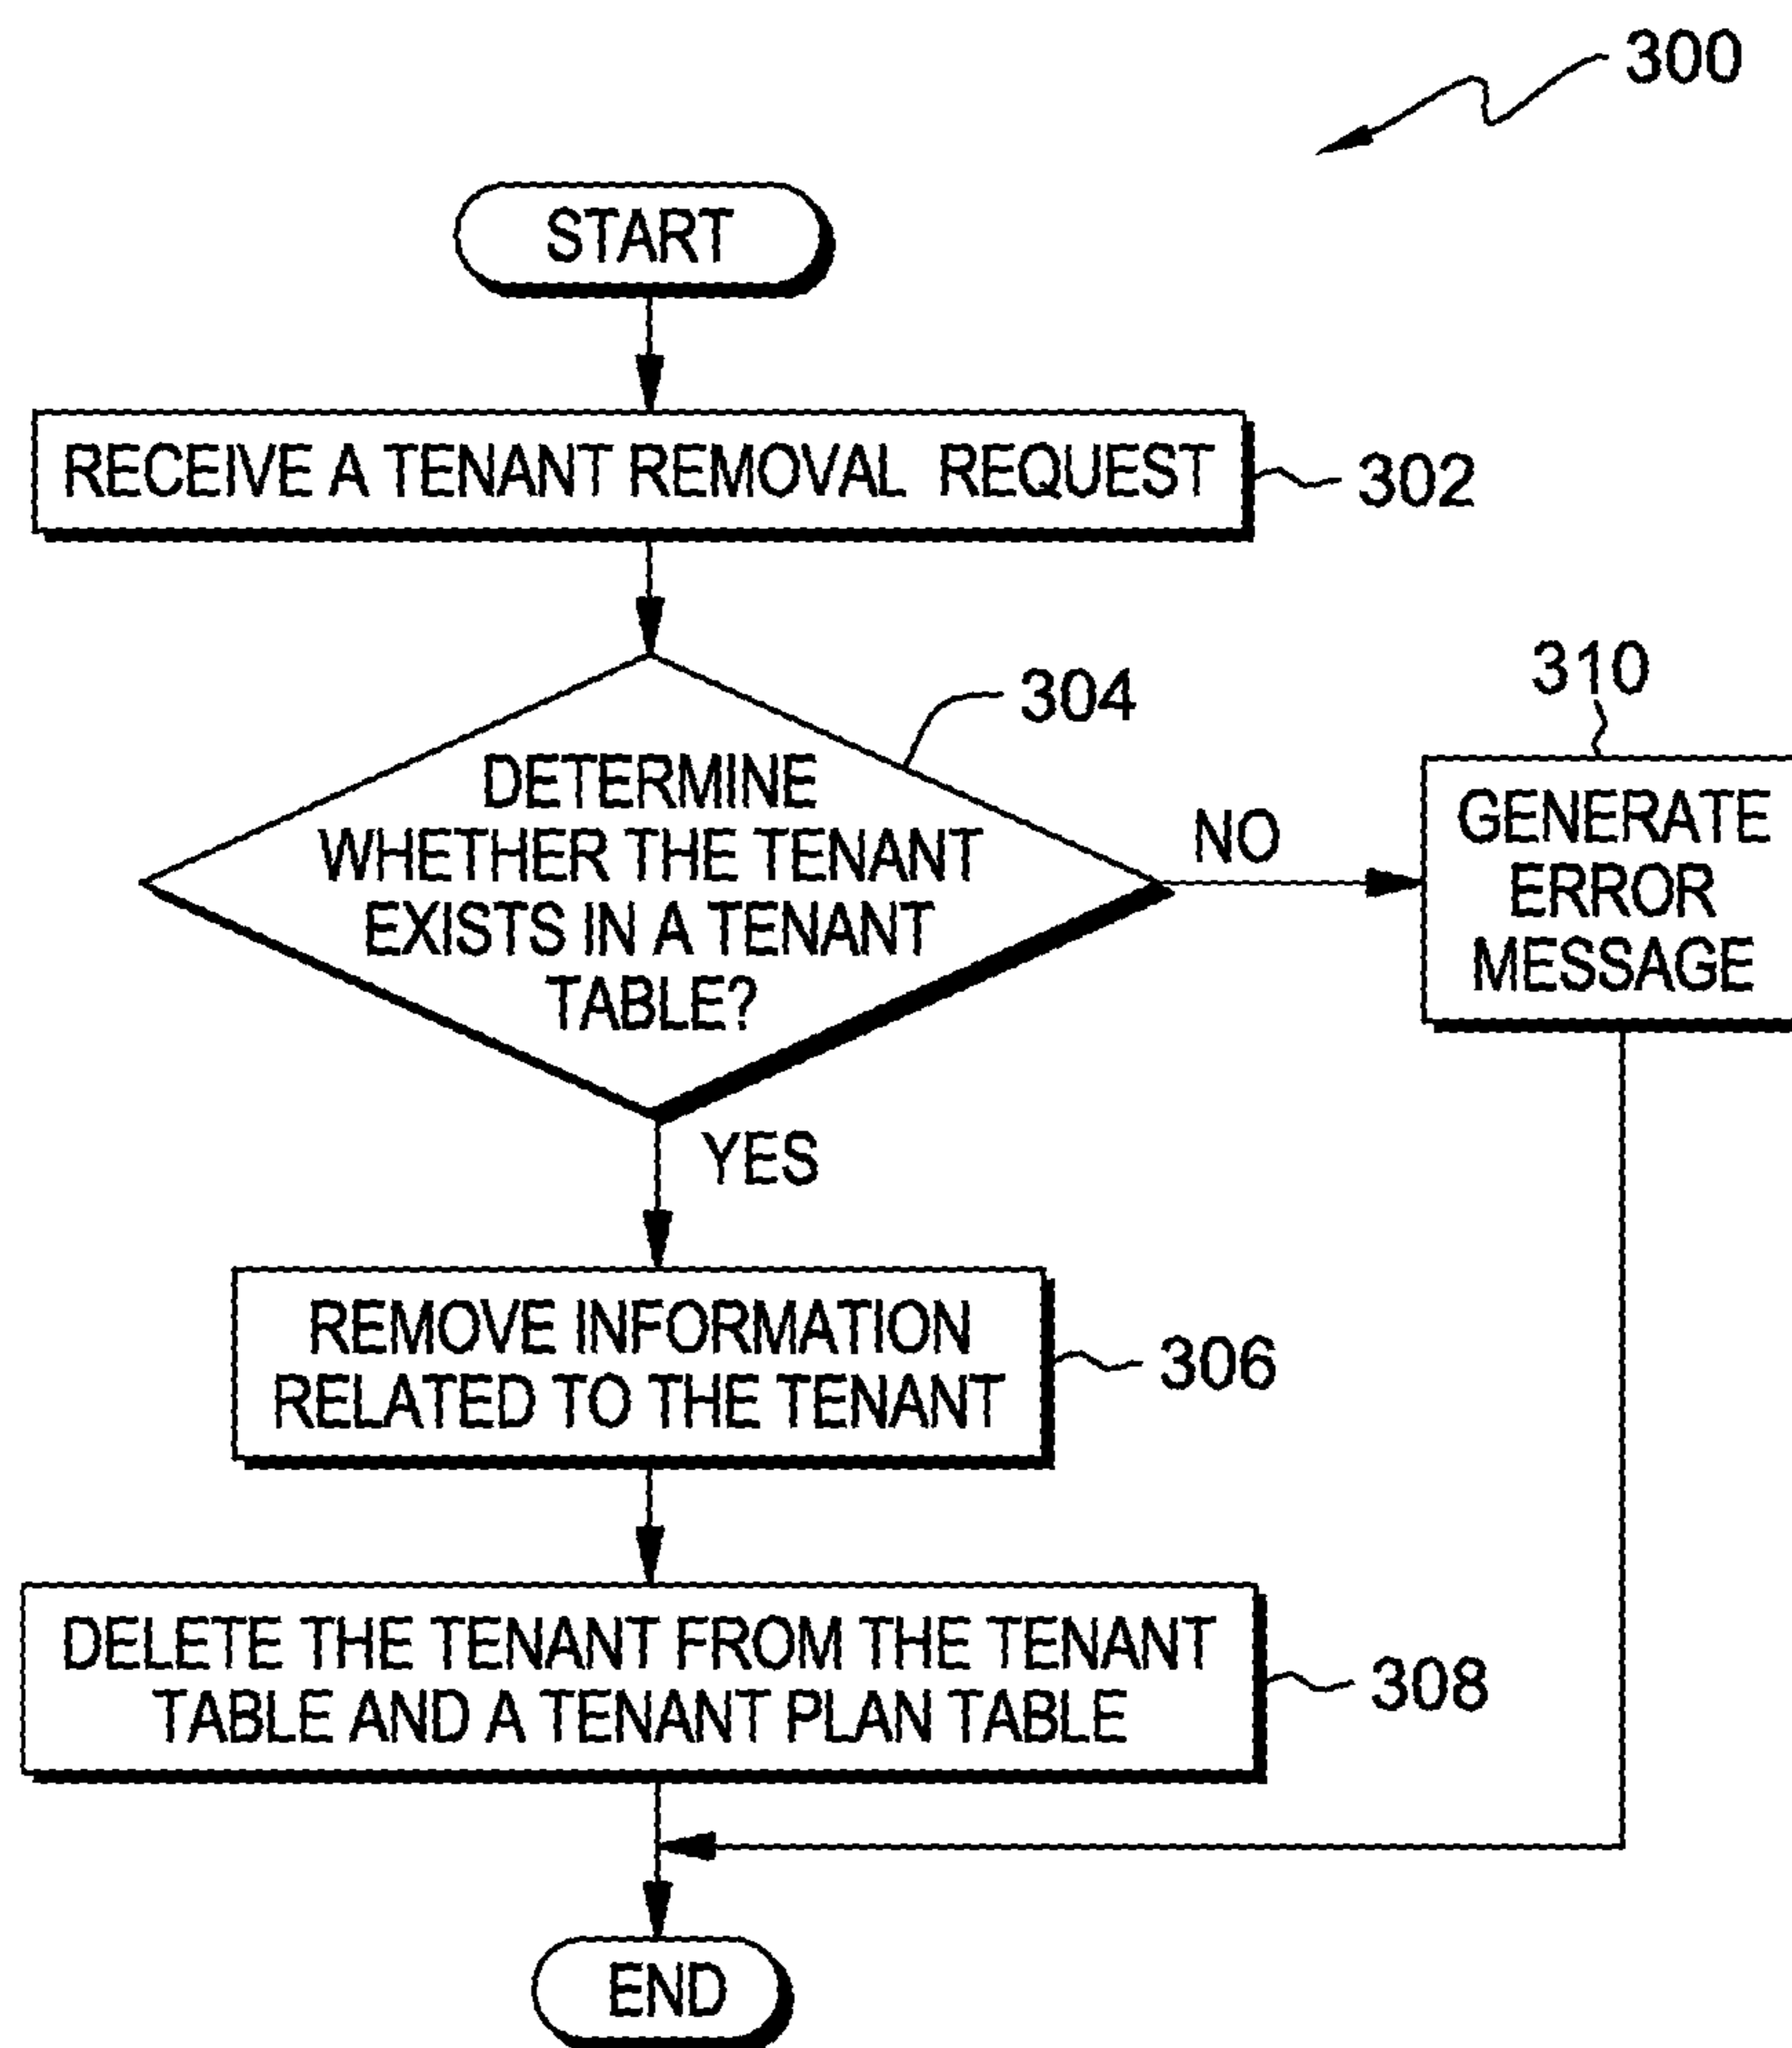 300
START
RECEIVE A TENANT REMOVAL REQUEST
302
304
DETERMINE
WHETHER THE TENANT
EXISTS IN A TENANT
TABLE?
NO
310
GENERATE
ERROR
MESSAGE
YES
REMOVE INFORMATION
RELATED TO THE TENANT
306
DELETE THE TENANT FROM THE TENANT
TABLE AND A TENANT PLAN TABLE
308
END